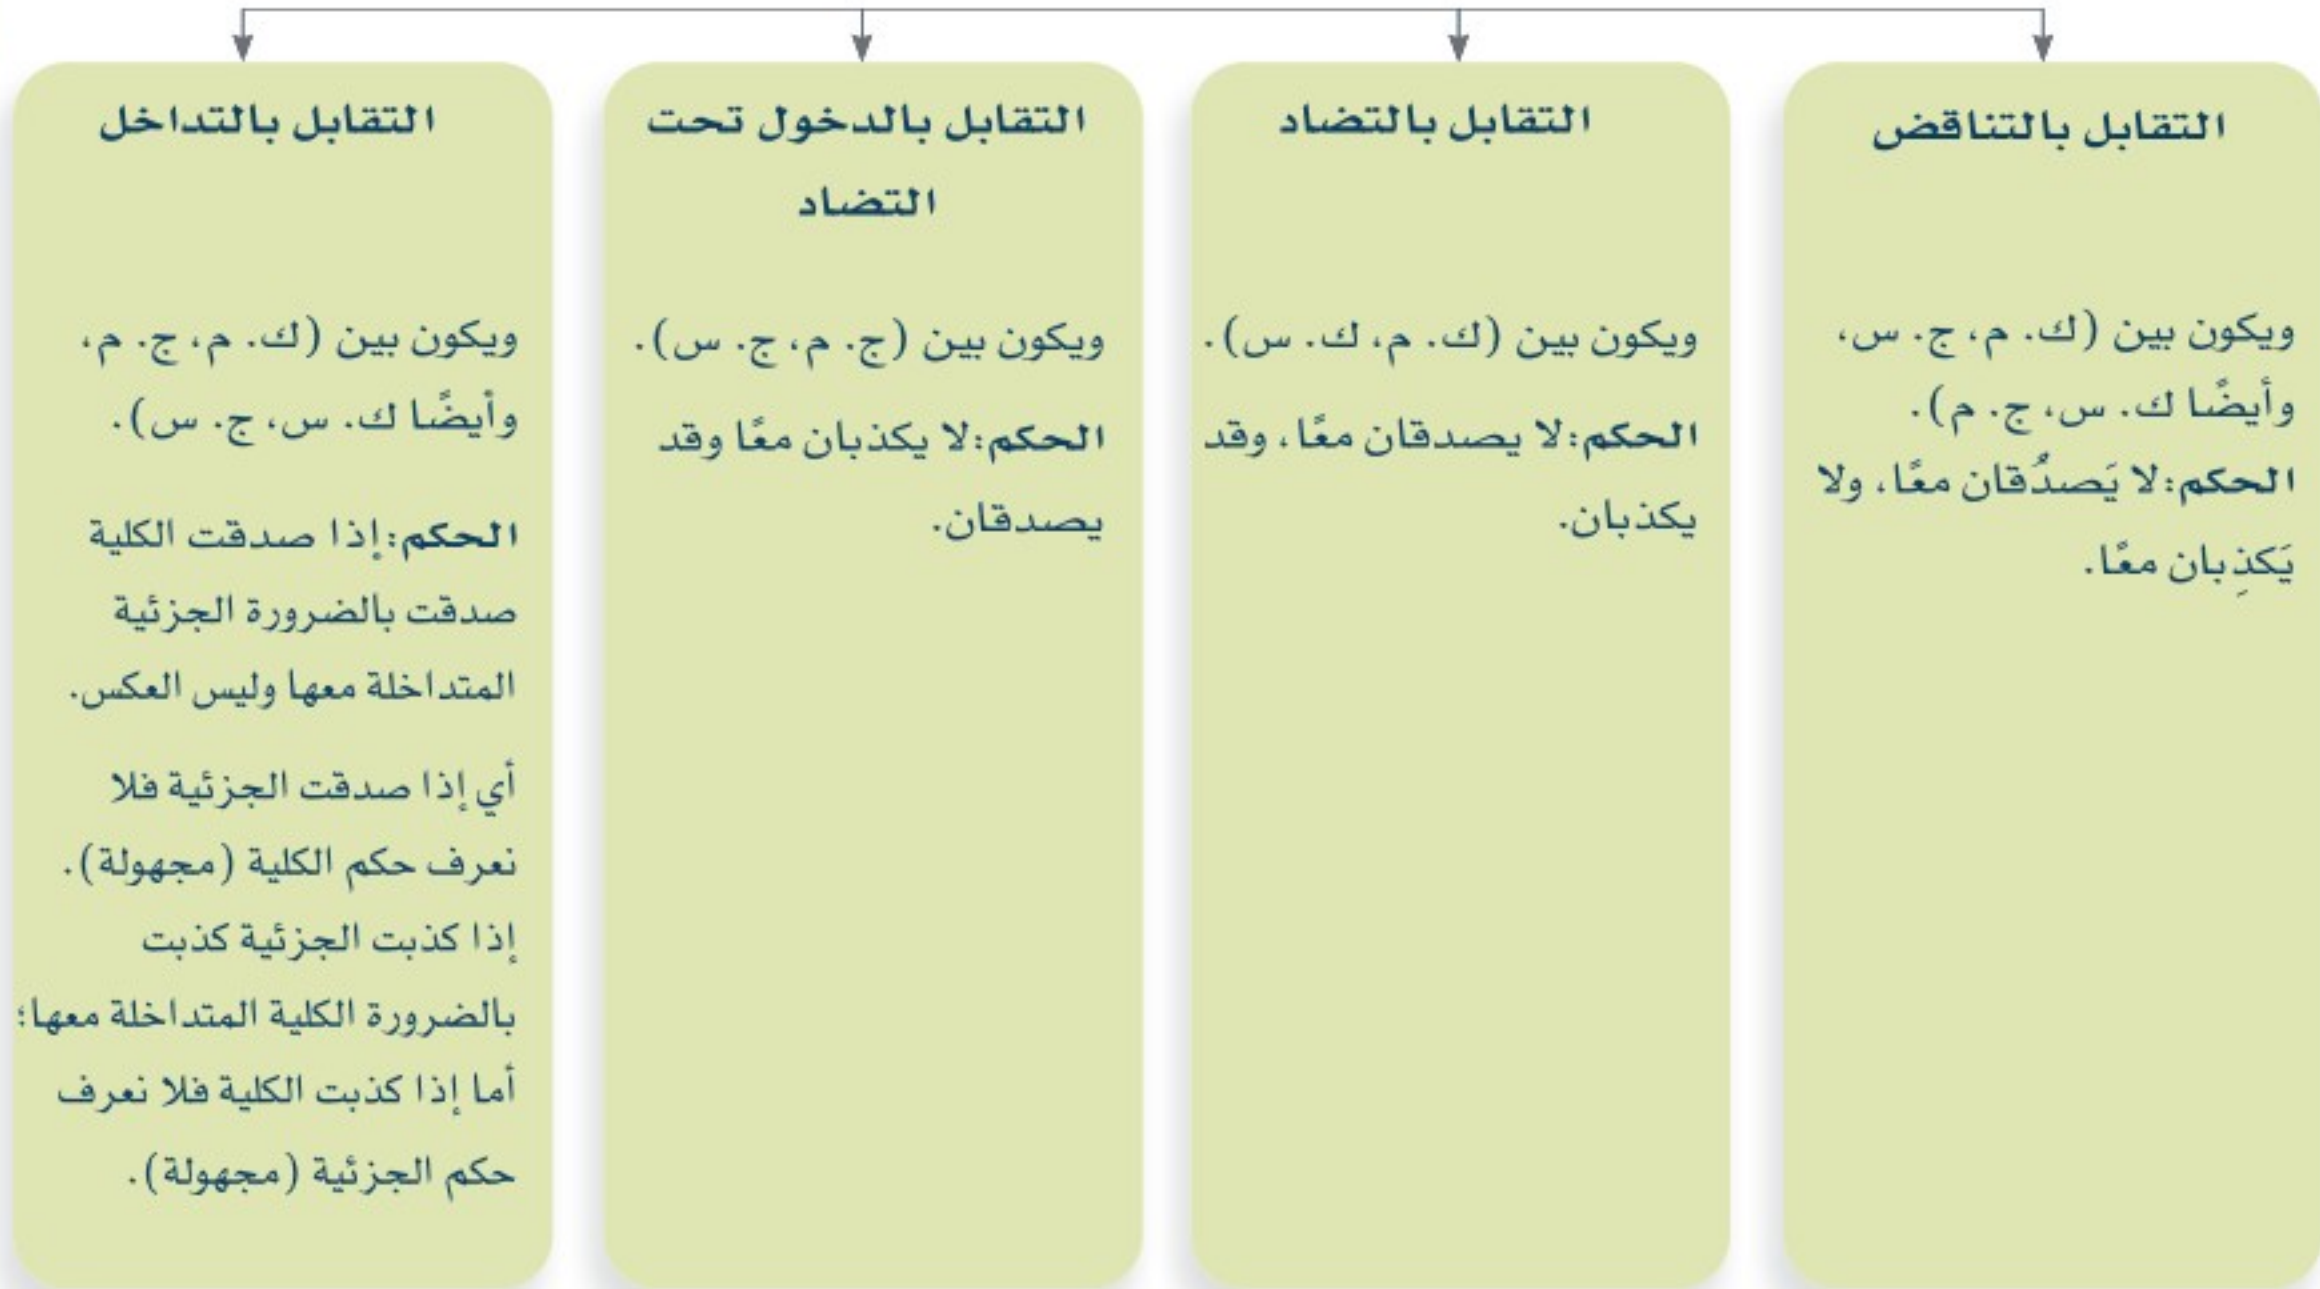 التقابل بالتناقض
ويكون بين (ك. م، ج. س،
وأيضًا ك. س، ج. م).
الحكم: لا يَصدُقان معًا، ولا
يَكذِبان معًا.
التقابل بالتضاد
ويكون بين (ك. م، ك. س).
الحكم: لا يصدقان معًا، وقد
يكذبان.
التقابل بالدخول تحت
التضاد
ويكون بين (ج. م، ج. س).
الحكم: لا يكذبان معًا وقد
يصدقان.
التقابل بالتداخل
ويكون بين (ك. م، ج. م،
وأيضًا ك. س، ج. س).
الحكم: إذا صدقت الكلية
صدقت بالضرورة الجزئية
المتداخلة معها وليس العكس.
أي إذا صدقت الجزئية فلا
نعرف حكم الكلية (مجهولة).
إذا كذبت الجزئية كذبت
بالضرورة الكلية المتداخلة معها؛
أما إذا كذبت الكلية فلا نعرف
حكم الجزئية (مجهولة).